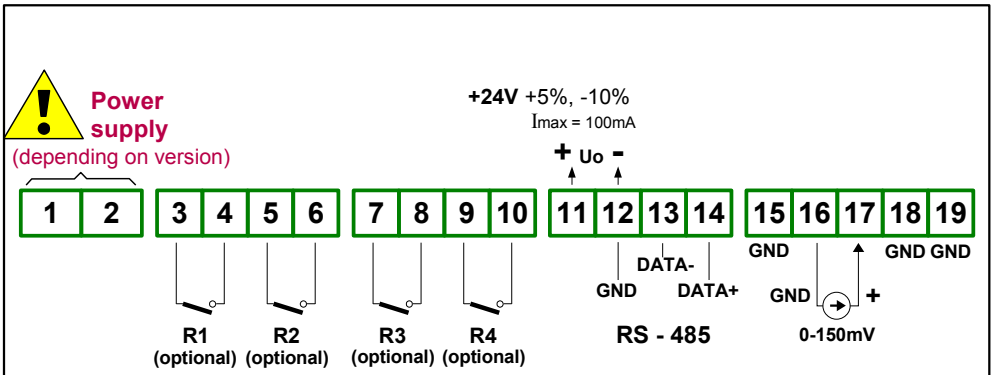 Power
supply
(depending on version)
+24V +5%, -10%
Imax = 100mA
+ Uo -
1 2 3 4 5 6 7 8 9 10 11 12 13 14 15 16 17 18 19
GND GND GND
DATA-
GND DATA+
GND +
R1 R2 R3 R4 RS - 485 0-150mV
(optional) (optional) (optional) (optional)